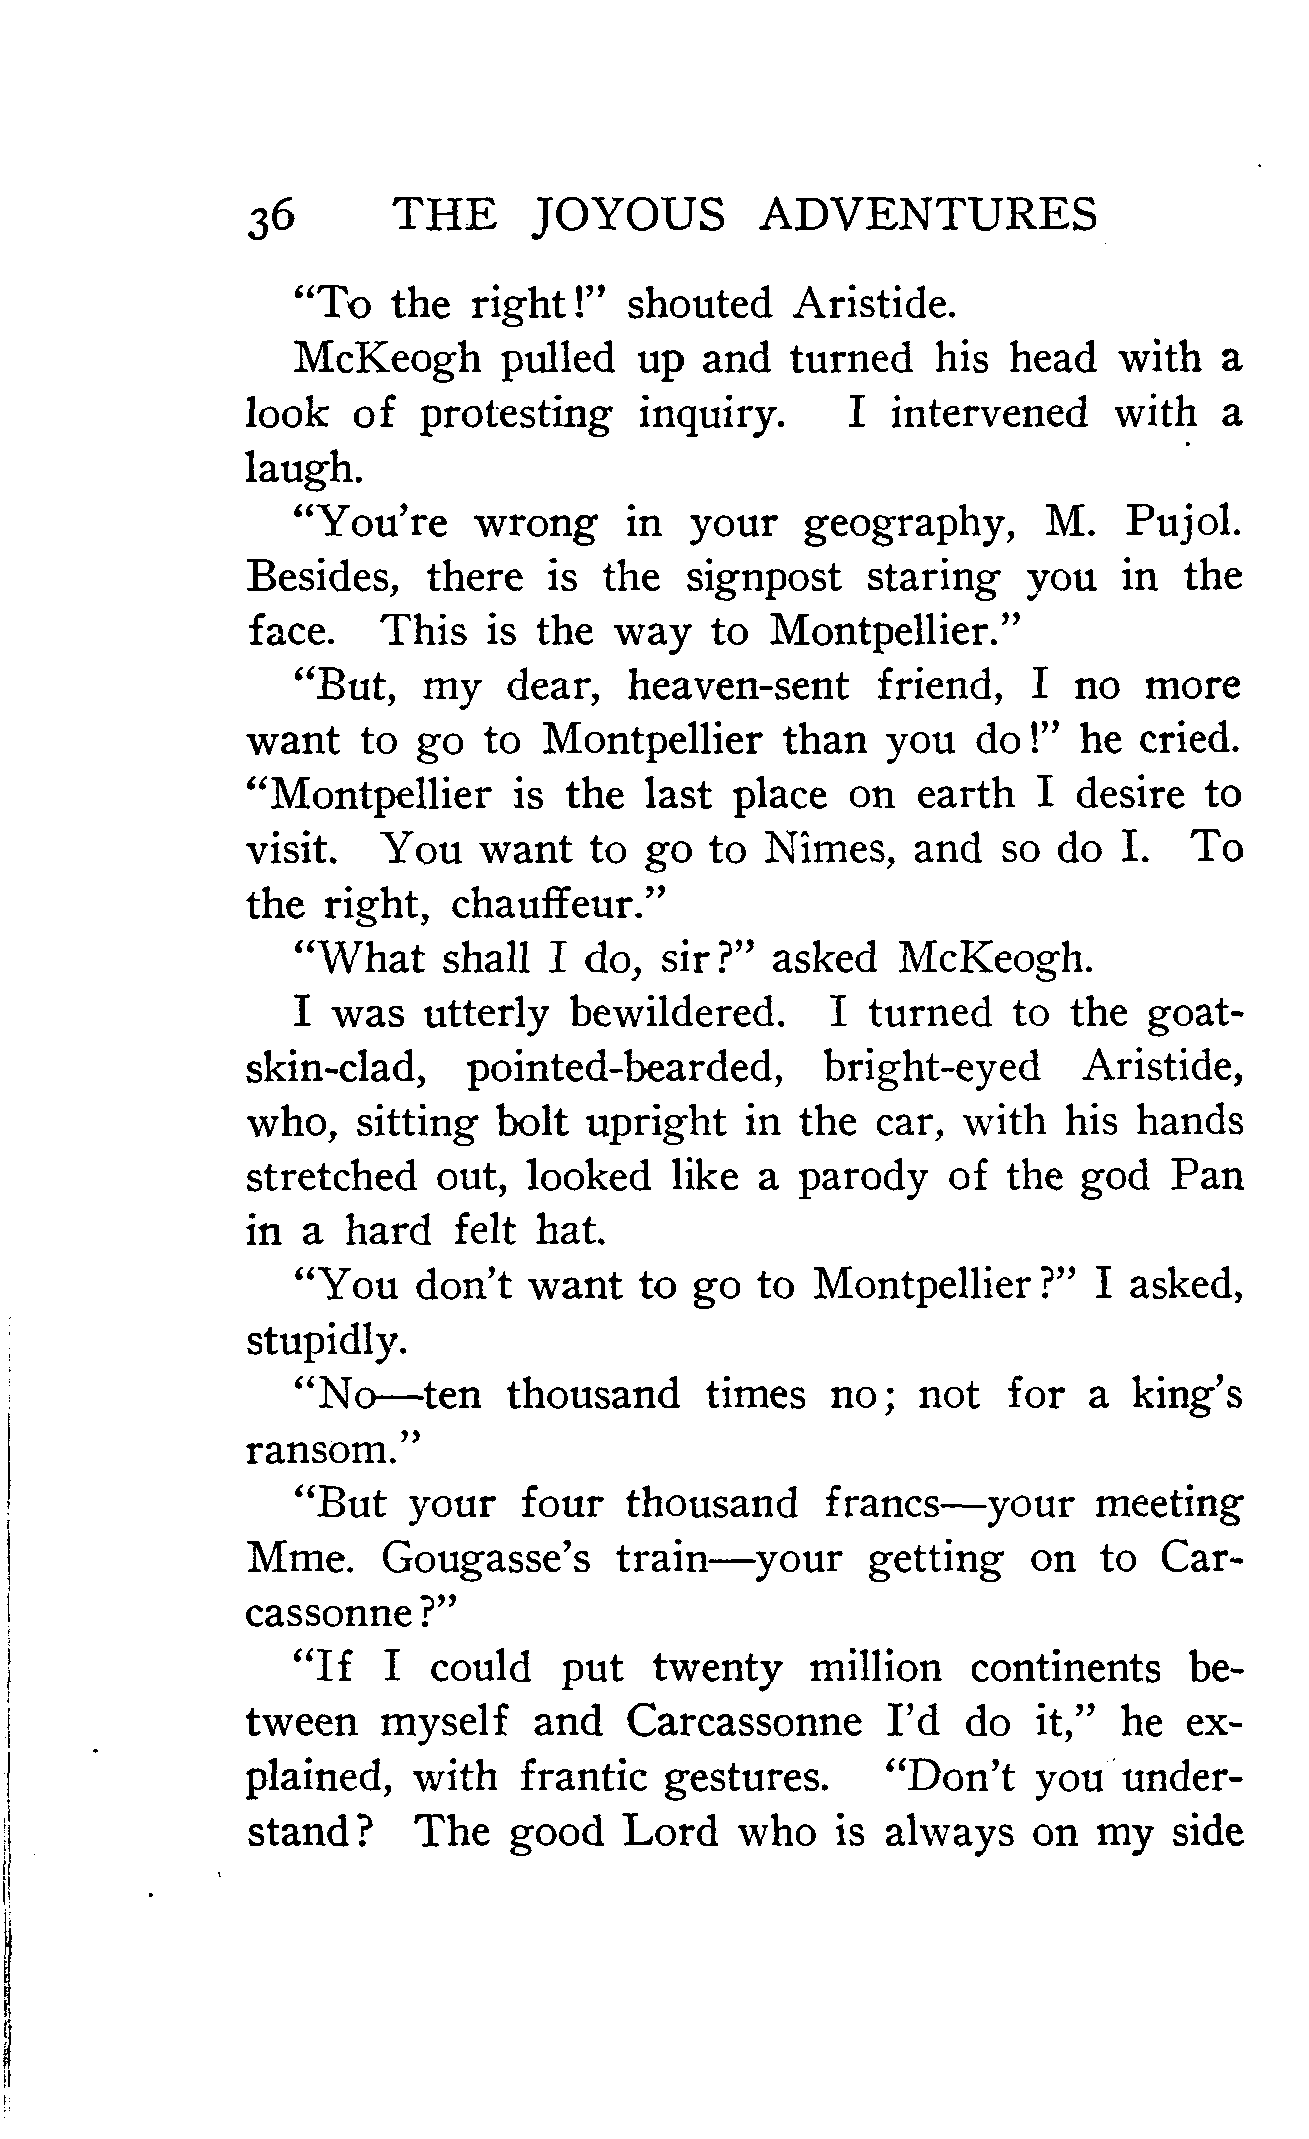 36 THE JOYOUS ADVENTURES
“To the right!” shouted Aristide.
McKeogh pulled up and turned his head with a
look of protesting inquiry. I intervened with a
laugh.
“You’re wrong in your geography, M. Pujol.
Besides, there is the signpost staring you in the
face. This is the way to Montpellier.”
“But, my dear, heaven-sent friend, I no more
want to go to Montpellier than you do!” he cried.
“Montpellier is the last place on earth I desire to
visit. You want to go to Nîmes, and so do I. To
the right, chauffeur.”
“What shall I do, sir?” asked McKeogh.
I was utterly bewildered. I turned to the goat-
skin-clad, pointed-bearded, bright-eyed Aristide,
who, sitting bolt upright in the car, with his hands
stretched out, looked like a parody of the god Pan
in a hard felt hat.
“You don’t want to go to Montpellier?” I asked,
stupidly.
“No—ten thousand times no; not for a king’s
ransom.”
“But your four thousand francs—your meeting
Mme. Gougasse’s train—your getting on to Car-
cassonne?”
“If I could put twenty million continents be-
tween myself and Carcassonne I’d do it,” he ex-
plained, with frantic gestures. “Don’t you under-
stand? The good Lord who is always on my side